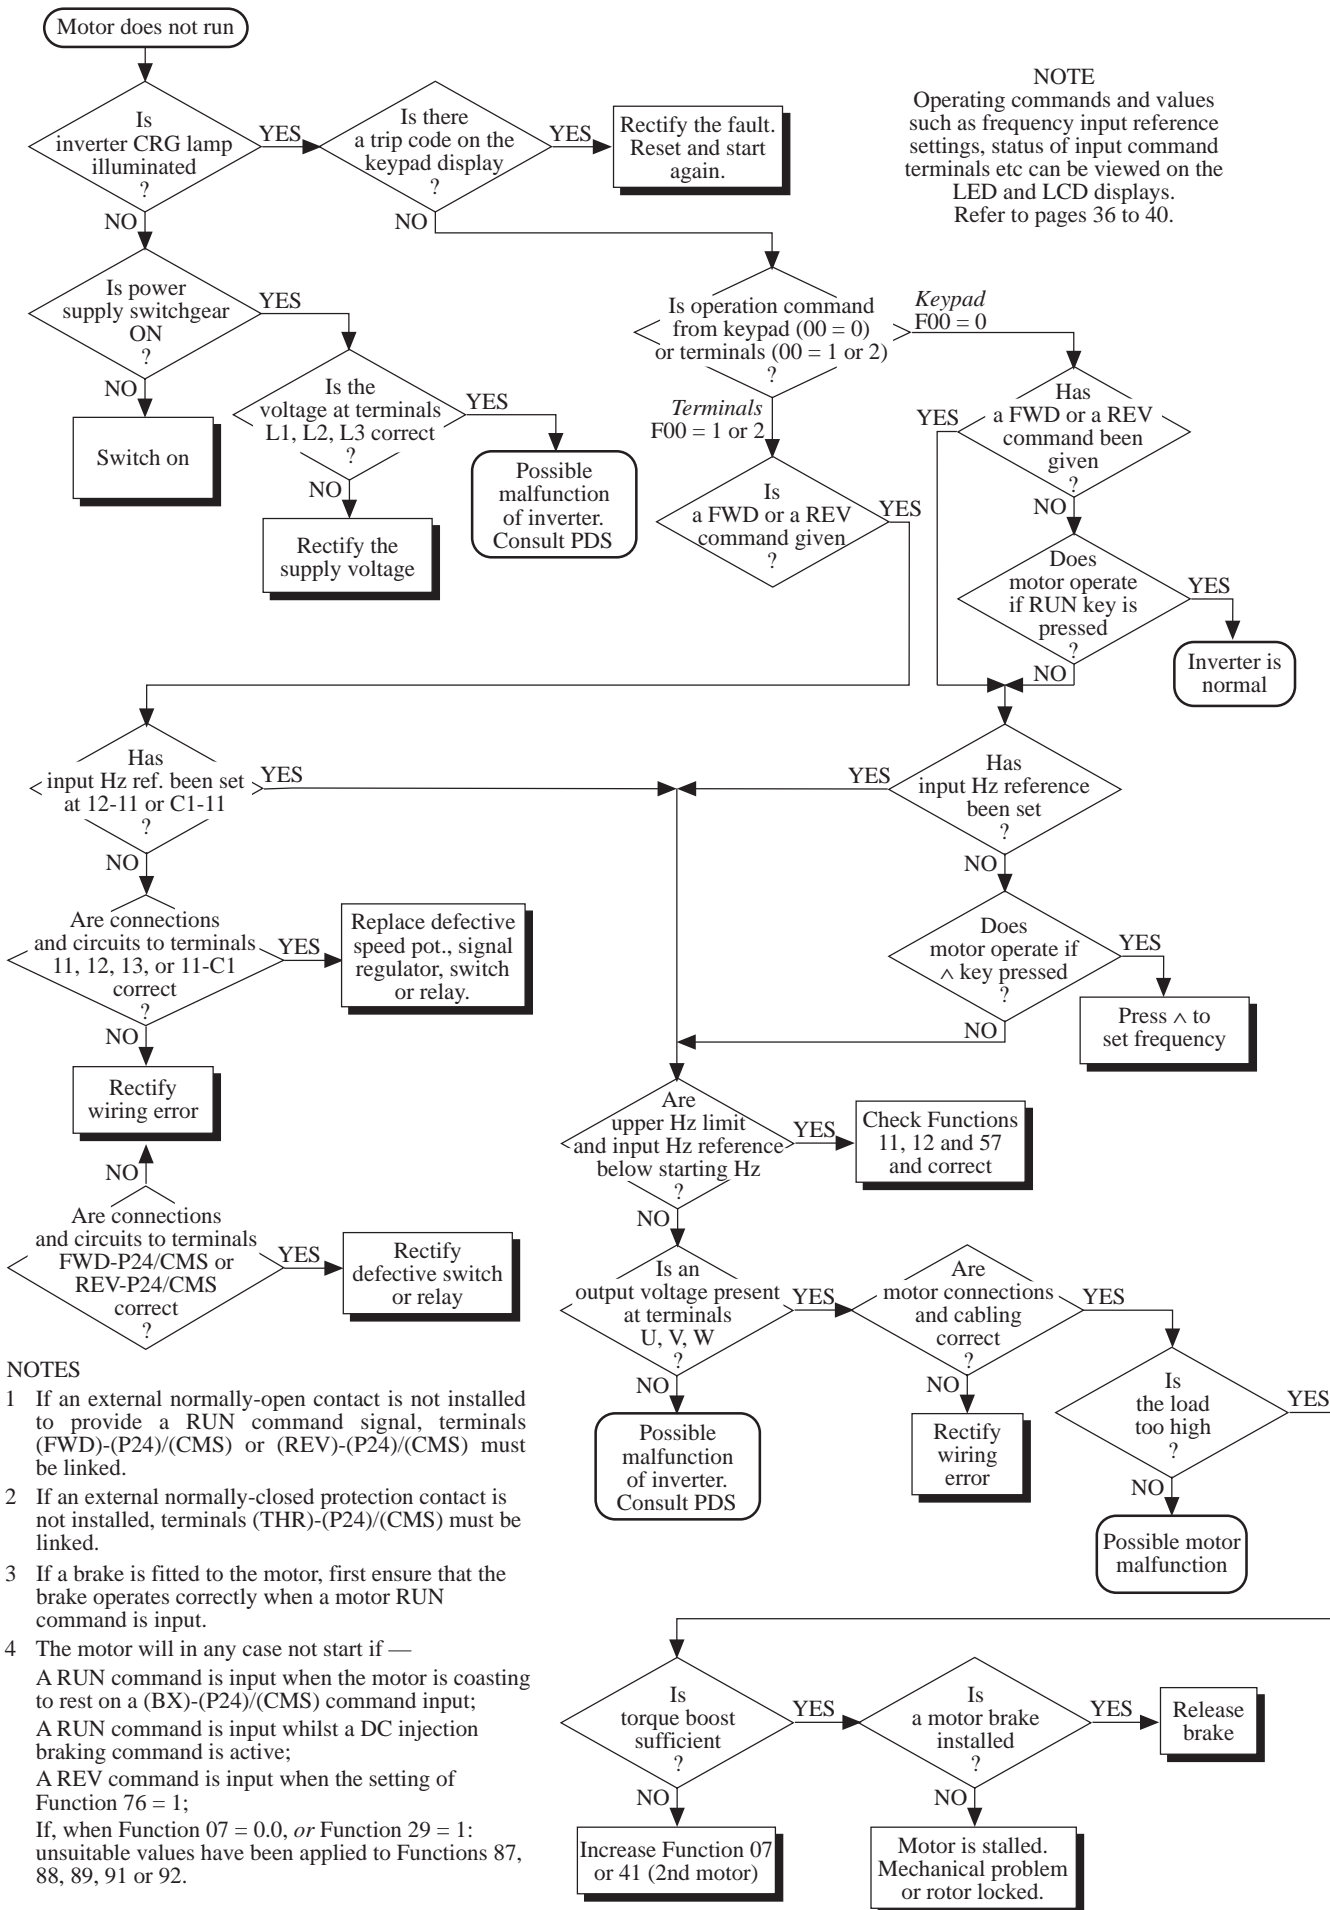 Motor does not run
Is
inverter CRG lamp
illuminated
?
YES
NO
Is there
a trip code on the
keypad display
?
YES
NO
Rectify the fault.
Reset and start
again.
NOTE
Operating commands and values
such as frequency input reference
settings, status of input command
terminals etc can be viewed on the
LED and LCD displays.
Refer to pages 36 to 40.
Is power
supply switchgear
ON
?
YES
NO
Switch on
Is the
voltage at terminals
L1, L2, L3 correct
?
YES
NO
Rectify the
supply voltage
Possible
malfunction
of inverter.
Consult PDS
Is operation command
from keypad (00 = 0)
or terminals (00 = 1 or 2)
?
Keypad
F00 = 0
Terminals
F00 = 1 or 2
Is
a FWD or a REV
command given
?
YES
Has
a FWD or a REV
command been
given
?
YES
NO
Does
motor operate
if RUN key is
pressed
?
YES
NO
Inverter is
normal
Has
input Hz ref. been set
at 12-11 or C1-11
?
YES
NO
Has
input Hz reference
been set
?
YES
NO
Are connections
and circuits to terminals
11, 12, 13, or 11-C1
correct
?
YES
NO
Replace defective
speed pot., signal
regulator, switch
or relay.
Does
motor operate if
∧ key pressed
?
YES
NO
Press ∧ to
set frequency
Rectify
wiring error
NO
Are connections
and circuits to terminals
FWD-P24/CMS or
REV-P24/CMS
correct
?
YES
Rectify
defective switch
or relay
Are
upper Hz limit
and input Hz reference
below starting Hz
?
YES
NO
Check Functions
11, 12 and 57
and correct
Is an
output voltage present
at terminals
U, V, W
?
YES
NO
Possible
malfunction
of inverter.
Consult PDS
Are
motor connections
and cabling
correct
?
YES
NO
Rectify
wiring
error
Is
the load
too high
?
YES
NO
Possible motor
malfunction
NOTES
1 If an external normally-open contact is not installed
to provide a RUN command signal, terminals
(FWD)-(P24)/(CMS) or (REV)-(P24)/(CMS) must
be linked.
2 If an external normally-closed protection contact is
not installed, terminals (THR)-(P24)/(CMS) must be
linked.
3 If a brake is fitted to the motor, first ensure that the
brake operates correctly when a motor RUN
command is input.
4 The motor will in any case not start if —
A RUN command is input when the motor is coasting
to rest on a (BX)-(P24)/(CMS) command input;
A RUN command is input whilst a DC injection
braking command is active;
A REV command is input when the setting of
Function 76 = 1;
If, when Function 07 = 0.0, or Function 29 = 1:
unsuitable values have been applied to Functions 87,
88, 89, 91 or 92.
Is
torque boost
sufficient
?
YES
NO
Increase Function 07
or 41 (2nd motor)
Is
a motor brake
installed
?
YES
NO
Release
brake
Motor is stalled.
Mechanical problem
or rotor locked.